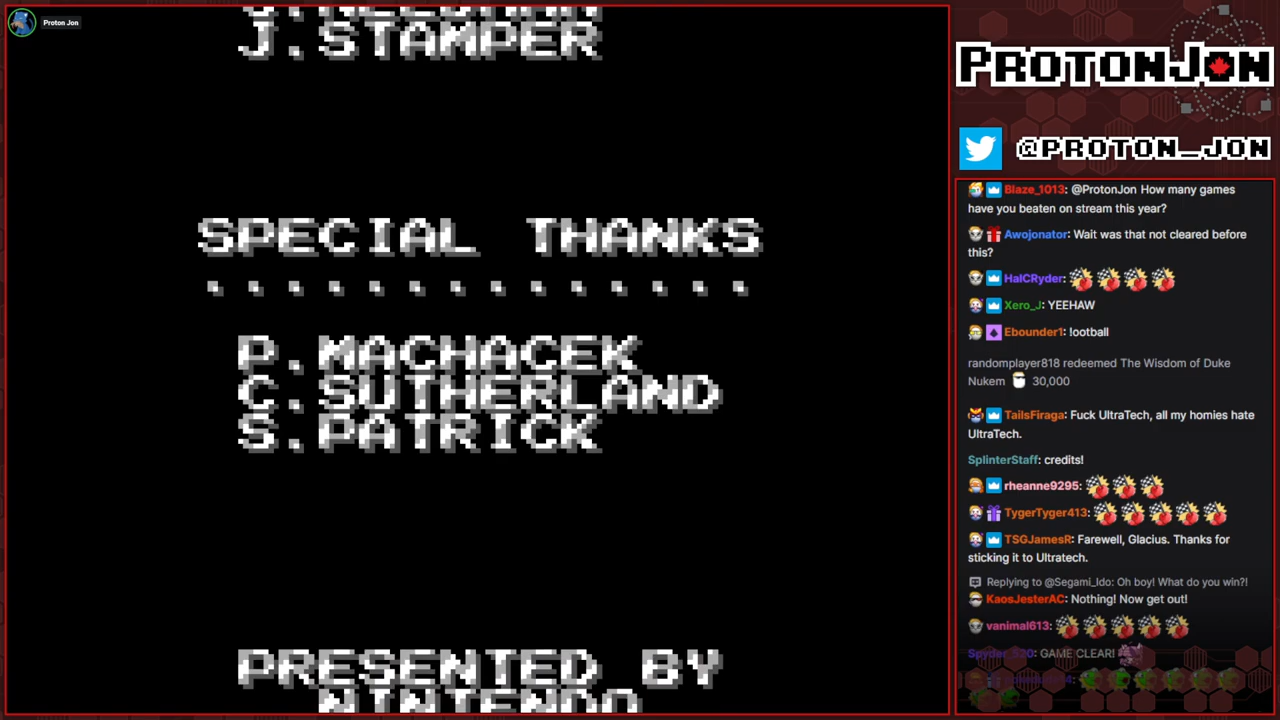 Proton Jon
J.STAMPER
SPECIAL THANKS
. . . . . . . . . . . . . .
P.MACHACEK
C.SUTHERLAND
S.PATRICK
PRESENTED BY
NINTENDO
PROTONJON
@PROTON_JON
Blaze_1013: @ProtonJon How many games
have you beaten on stream this year?
Awojonator: Wait was that not cleared before
this?
HalCRyder:
Xero_J: YEEHAW
Ebounder1: !ootball
randomplayer818 redeemed The Wisdom of Duke
Nukem 30,000
TailsFiraga: Fuck UltraTech, all my homies hate
UltraTech.
SplinterStaff: credits!
rheanne9295:
TygerTyger413:
TSGJamesR: Farewell, Glacius. Thanks for
sticking it to Ultratech.
Replying to @Segami_Ido: Oh boy! What do you win?!
KaosJesterAC: Nothing! Now get out!
vanimal613:
GAME CLEAR!